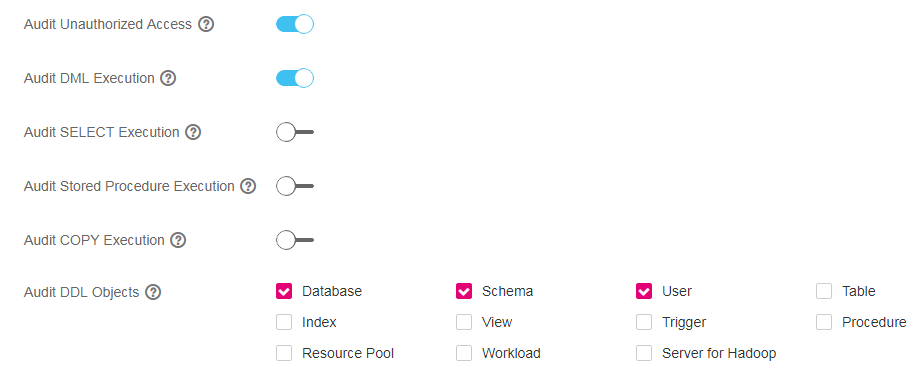 Audit Unauthorized Access ?
Audit DML Execution ?
Audit SELECT Execution ?
Audit Stored Procedure Execution ?
Audit COPY Execution ?
Audit DDL Objects ? Database Schema User Table
Index View Trigger Procedure
Resource Pool Workload Server for Hadoop